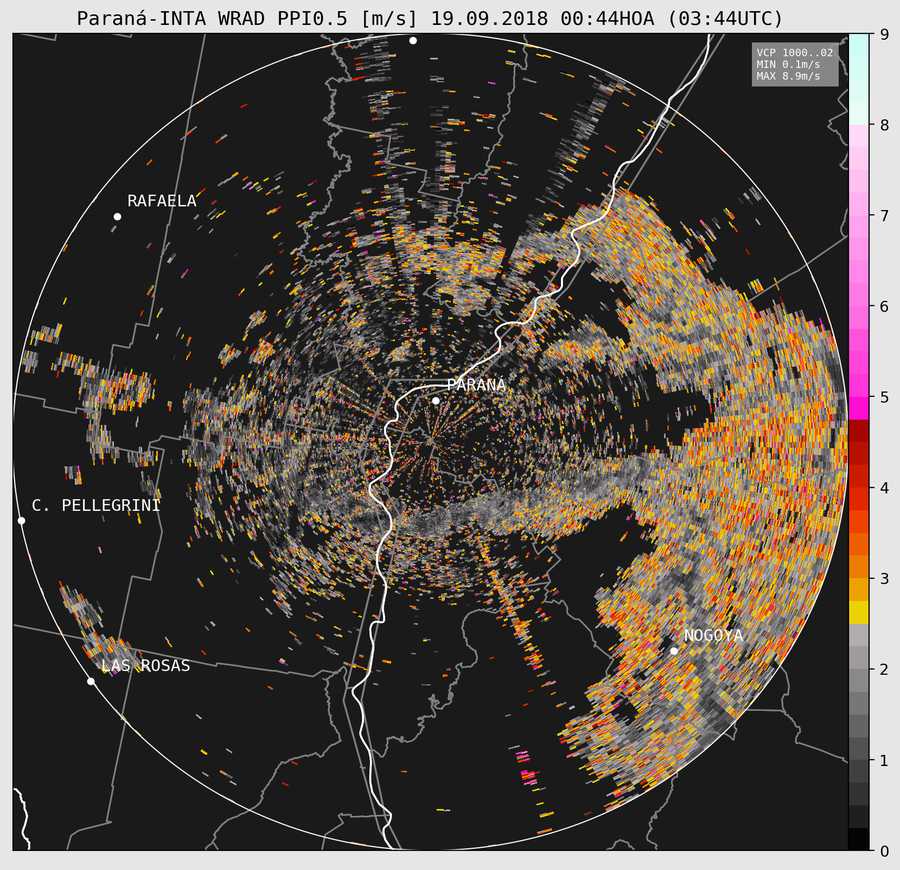 Paraná-INTA WRAD PPI0.5 [m/s] 19.09.2018 00:44HOA (03:44UTC)
VCP 1000..02
MIN 0.1m/s
MAX 8.9m/s
9
8
7
6
5
4
3
2
1
0
RAFAELA
PARANA
C. PELLEGRINI
NOGOYA
LAS ROSAS